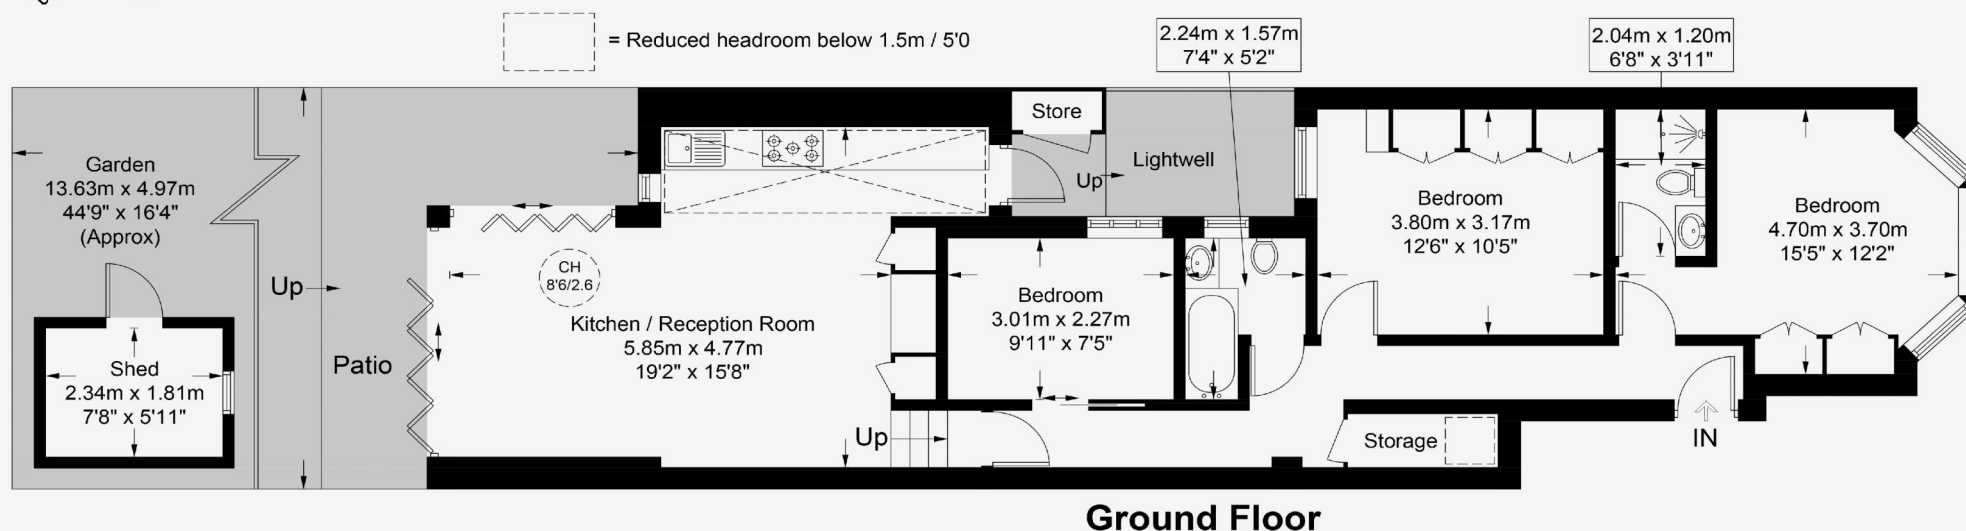 = Reduced headroom below 1.5m / 5'0
2.24m x 1.57m
7'4" x 5'2"
2.04m x 1.20m
6'8" x 3'11"
Garden
13.63m x 4.97m
44'9" x 16'4"
(Approx)
Store
Lightwell
Up
Bedroom
3.80m x 3.17m
12'6" x 10'5"
Bedroom
4.70m x 3.70m
15'5" x 12'2"
Up
CH
8'6/2.6
Kitchen / Reception Room
5.85m x 4.77m
19'2" x 15'8"
Bedroom
3.01m x 2.27m
9'11" x 7'5"
Shed
2.34m x 1.81m
7'8" x 5'11"
Patio
Up
Storage
IN
Ground Floor